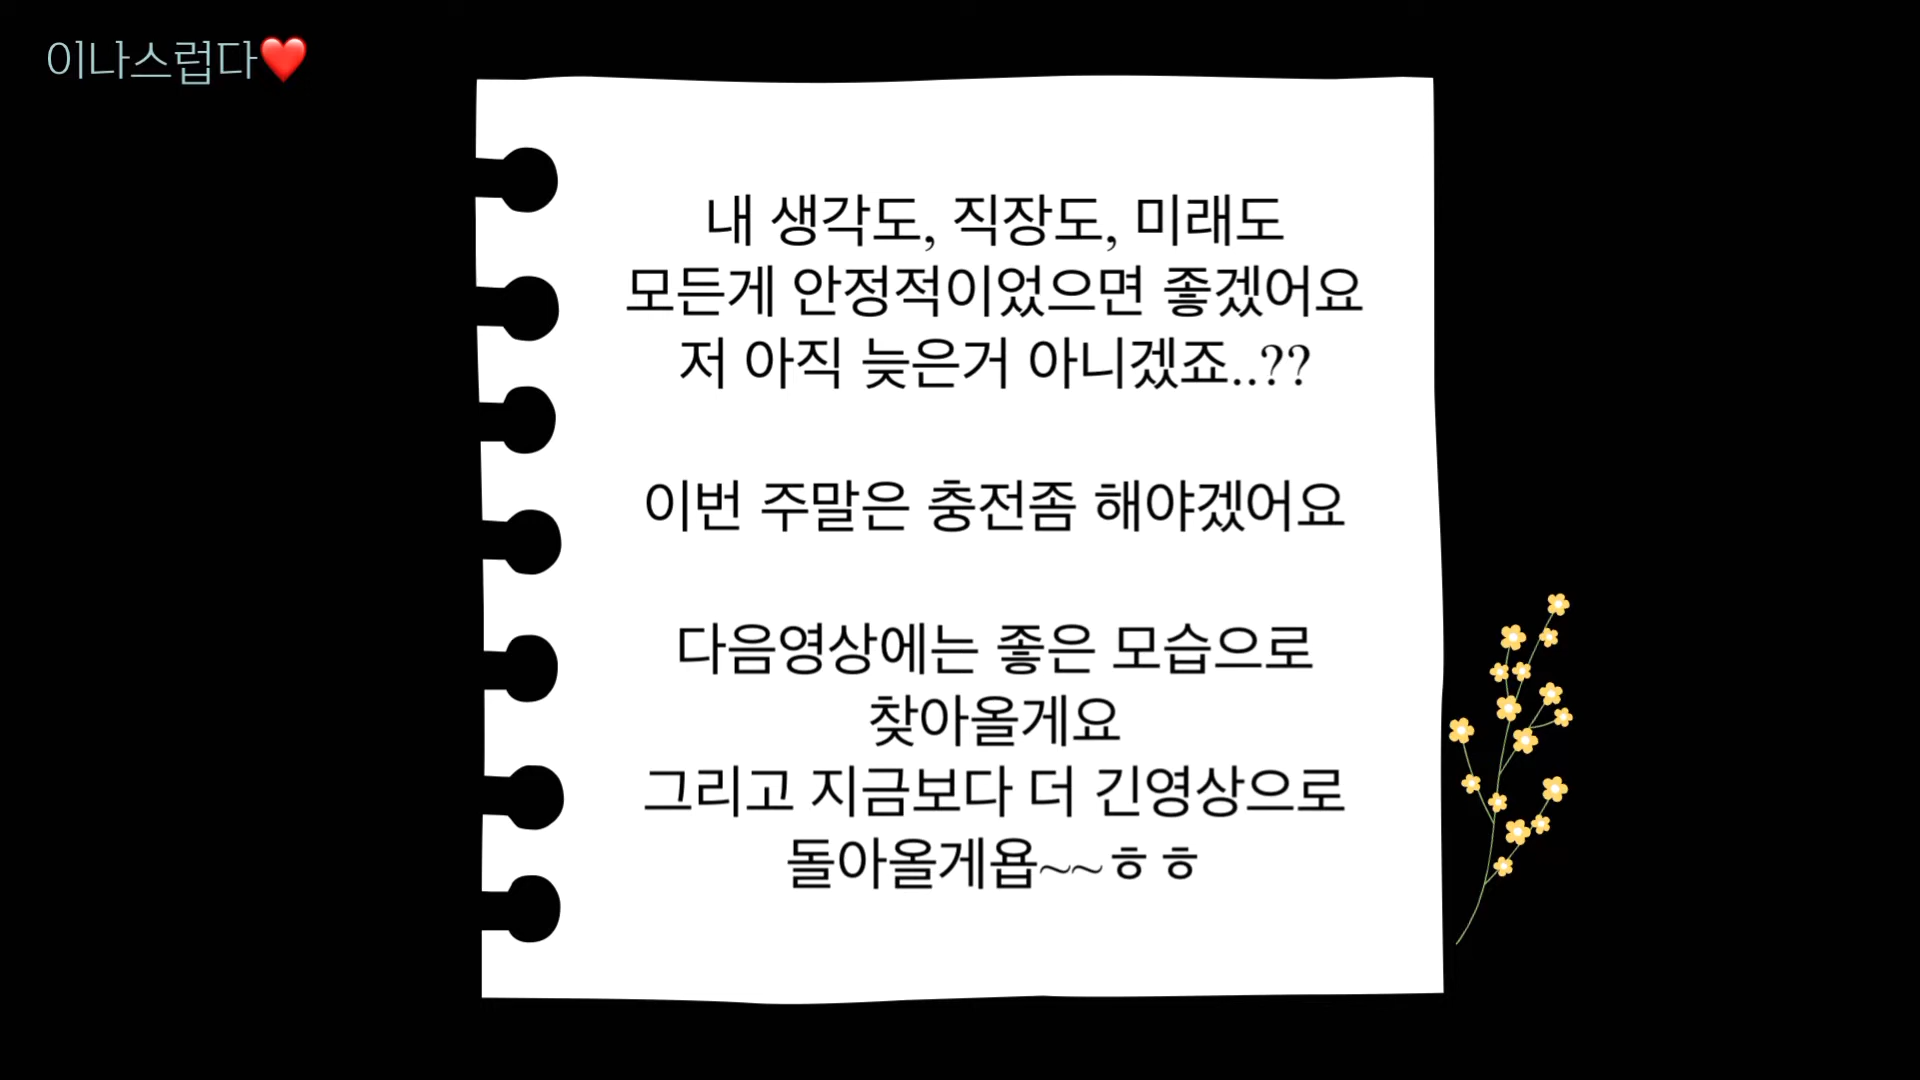 이나스럽다❤️
내 생각도, 직장도, 미래도
모든게 안정적이었으면 좋겠어요
저 아직 늦은거 아니겠죠..??
이번 주말은 충전좀 해야겠어요
다음영상에는 좋은 모습으로
찾아올게요
그리고 지금보다 더 긴영상으로
돌아올게욥~~ㅎㅎ